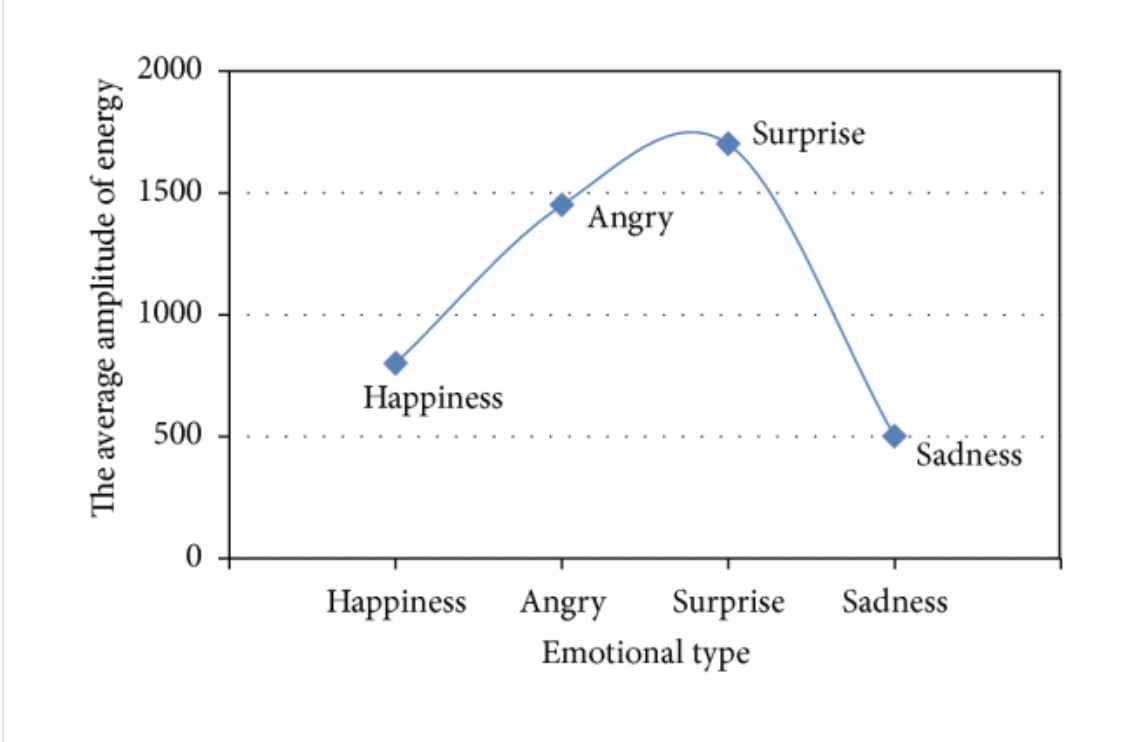 The average amplitude of energy
2000
1500
1000
500
0
Surprise
Angry
Happiness
Sadness
Happiness Angry Surprise Sadness
Emotional type